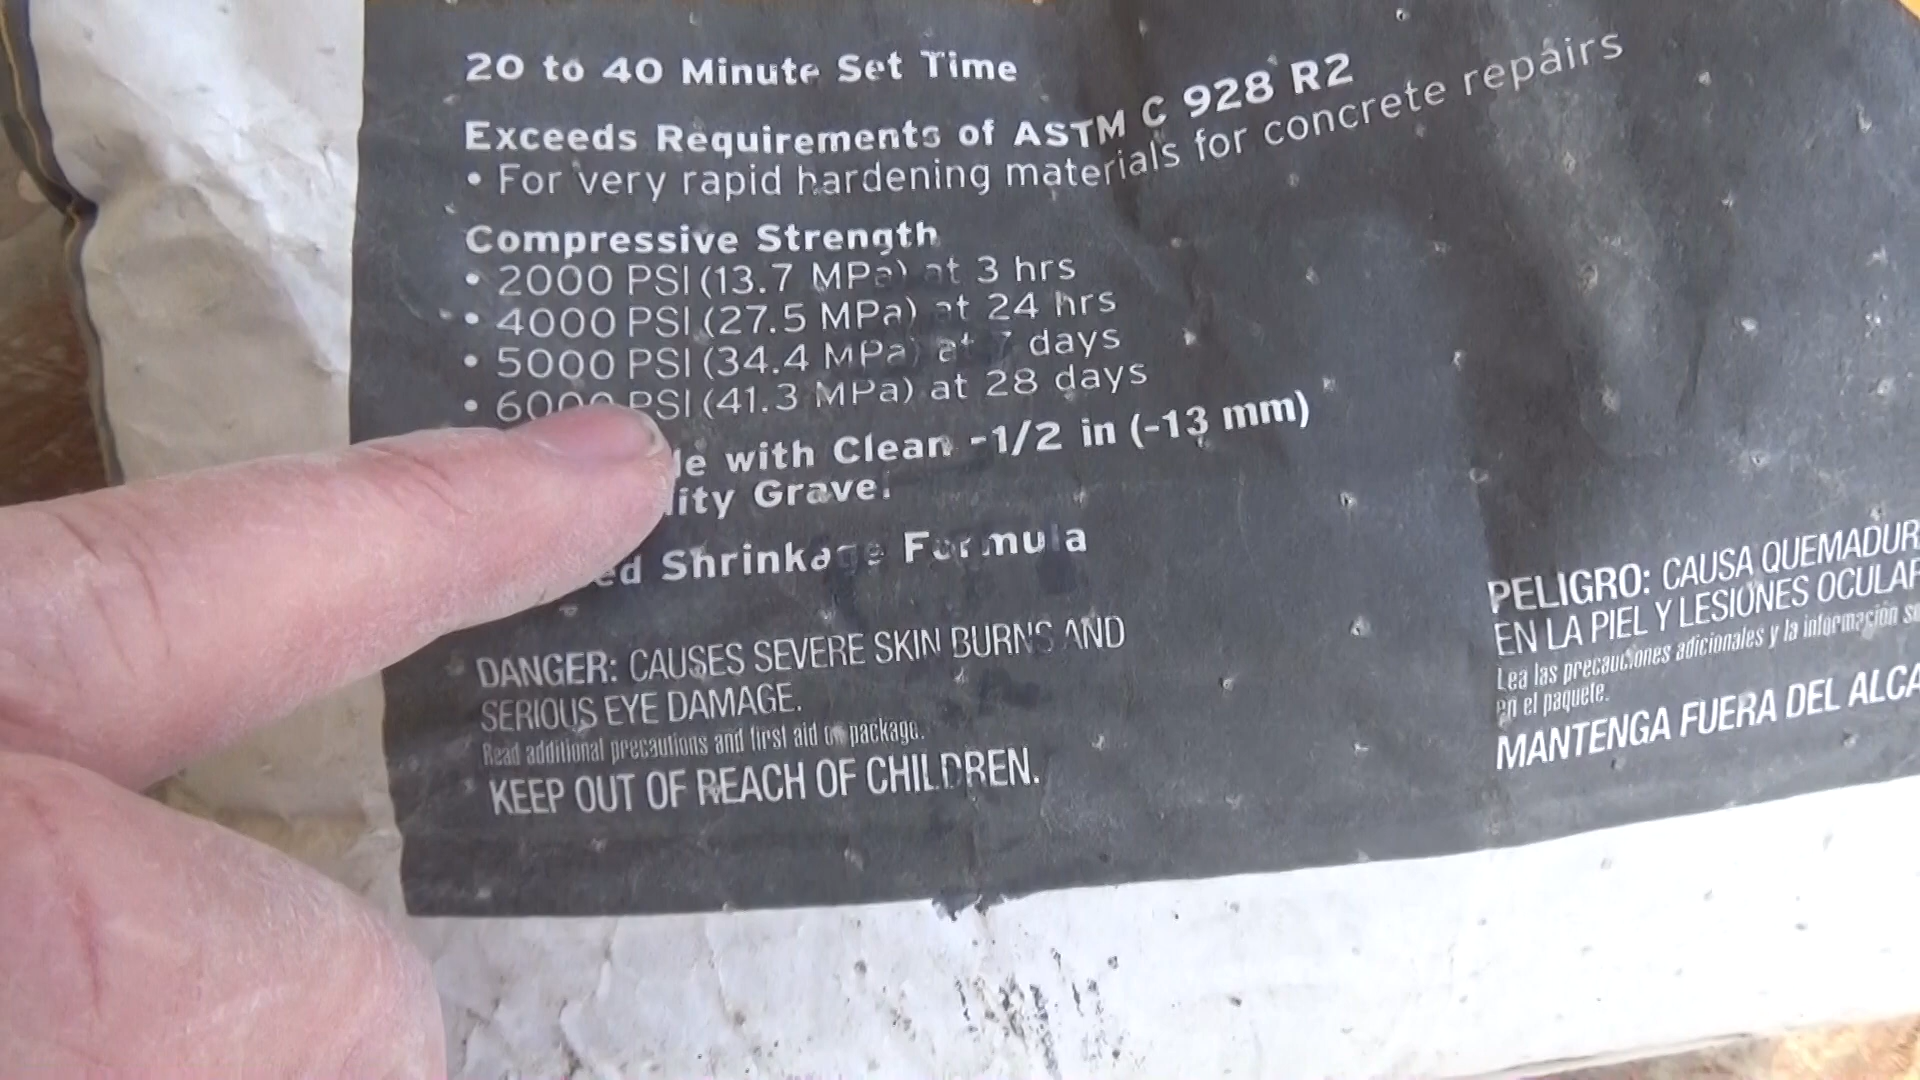 20 to 40 Minute Set Time
Exceeds Requirements of ASTM C 928 R2
• For very rapid hardening materials for concrete repairs
Compressive Strength
• 2000 PSI (13.7 MPa) at 3 hrs
• 4000 PSI (27.5 MPa) at 24 hrs
• 5000 PSI (34.4 MPa) at 7 days
• 6000 PSI (41.3 MPa) at 28 days
with Clean -1/2 in (-13 mm)
Gravel
Shrinkage Formula
DANGER: CAUSES SEVERE SKIN BURNS AND
SERIOUS EYE DAMAGE.
Read additional precautions and first aid on package.
KEEP OUT OF REACH OF CHILDREN.
PELIGRO: CAUSA
EN LA PIEL Y LESIONES
Lea las precauciones adicionales y la información
en el paquete.
MANTENGA FUERA DEL